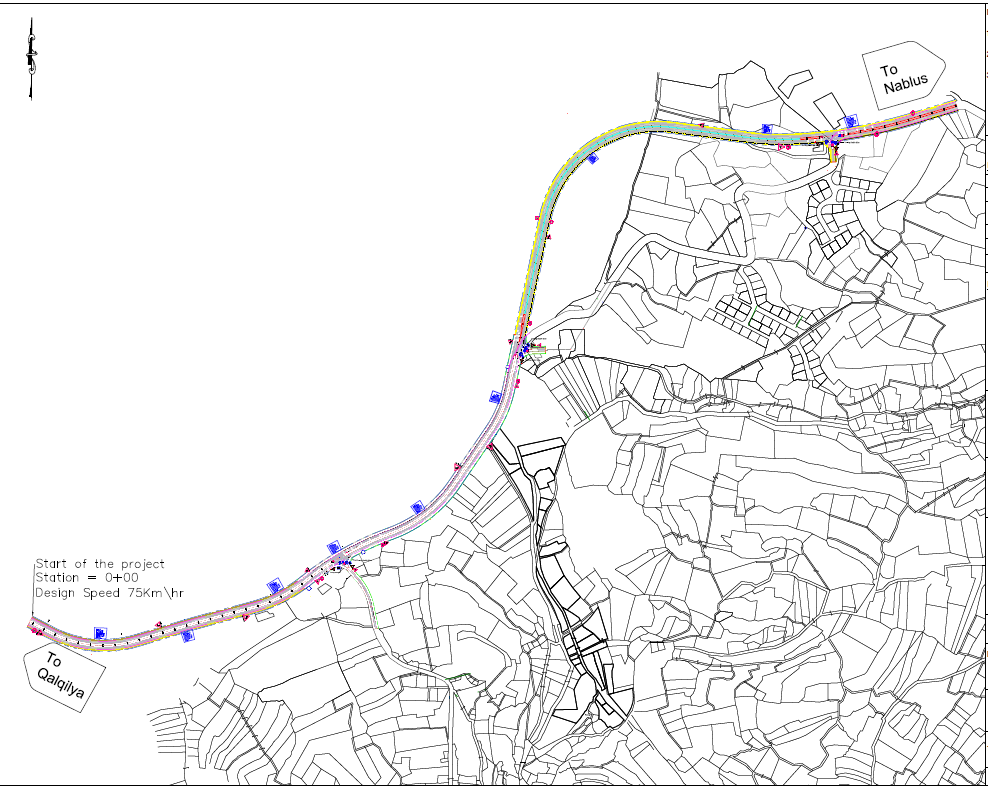 To
Nablus
Start of the project
Station = 0+00
Design Speed 75Km\hr
To
Qalqilya